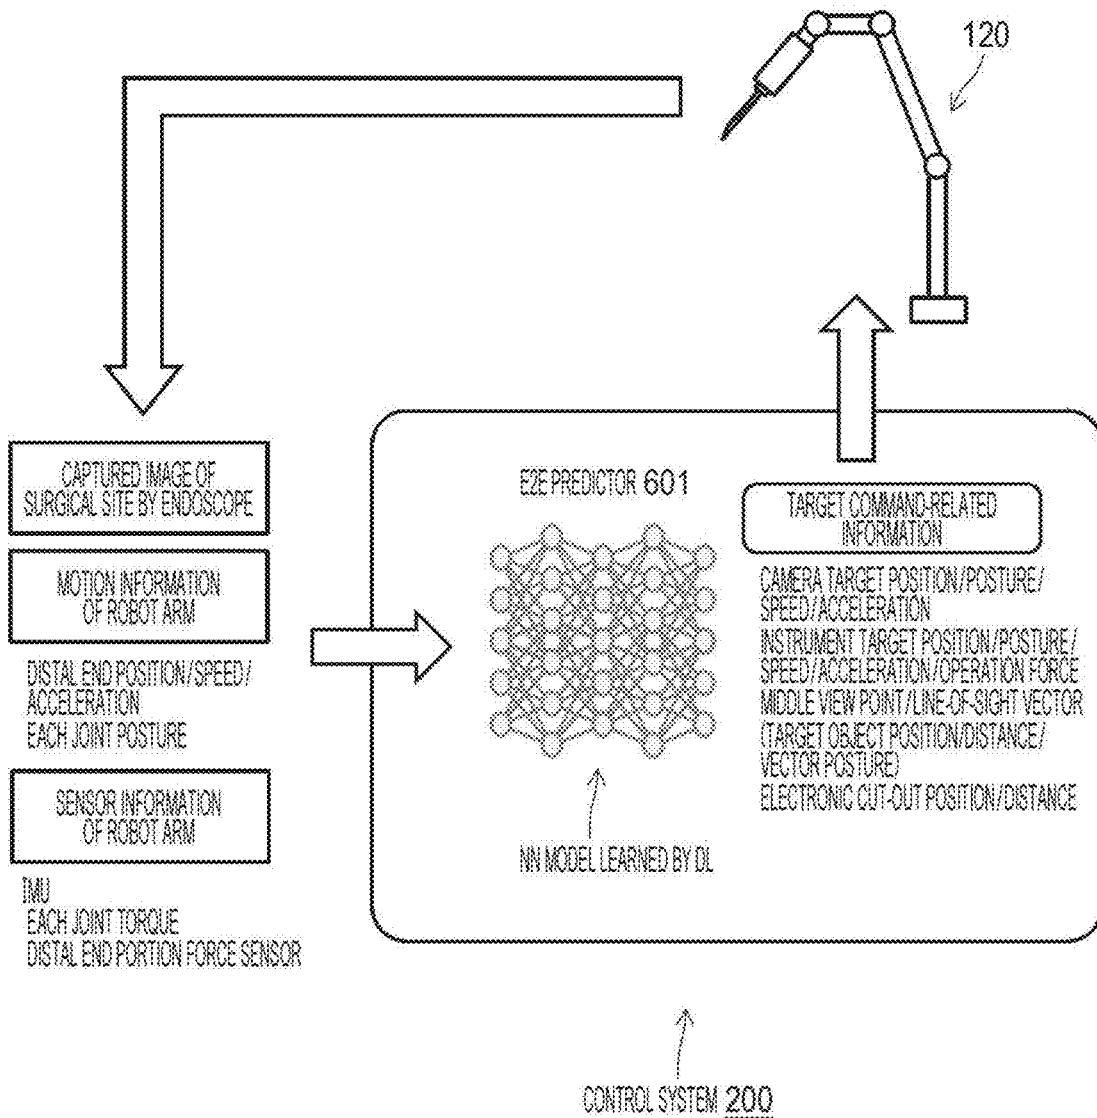 120
CAPTURED IMAGE OF
SURGICAL SITE BY ENDOSCOPE
MOTION INFORMATION
OF ROBOT ARM
DISTAL END POSITION/SPEED/
ACCELERATION
EACH JOINT POSTURE
SENSOR INFORMATION
OF ROBOT ARM
IMU
EACH JOINT TORQUE
DISTAL END PORTION FORCE SENSOR
E2E PREDICTOR 601
NN MODEL LEARNED BY DL
TARGET COMMAND-RELATED
INFORMATION
CAMERA TARGET POSITION/POSTURE/
SPEED/ACCELERATION
INSTRUMENT TARGET POSITION/POSTURE/
SPEED/ACCELERATION/OPERATION FORCE
MIDDLE VIEW POINT/LINE-OF-SIGHT VECTOR
(TARGET OBJECT POSITION/DISTANCE/
VECTOR POSTURE)
ELECTRONIC CUT-OUT POSITION/DISTANCE
CONTROL SYSTEM 200